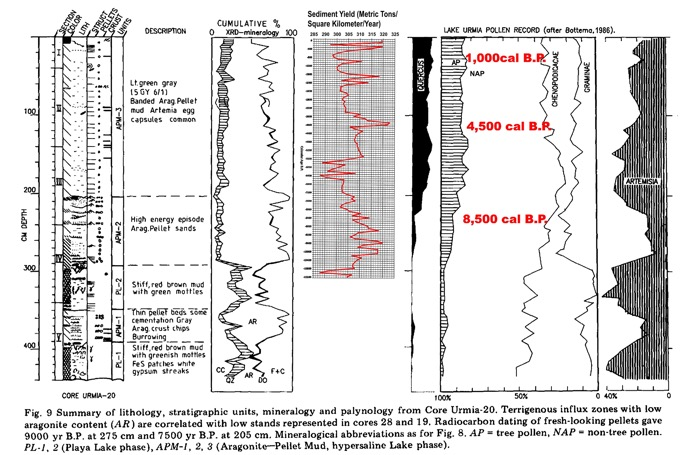 SECTION
COLOR
LITH
STRUCT
PELLETS
CRUST
UNITS
DESCRIPTION
CUMULATIVE %
XRD-mineralogy
0 100%
Sediment Yield (Metric Tons/
Square Kilometer/Year)
285 290 295 300 305 310 315 320 325
LAKE URMIA POLLEN RECORD (after Bottema, 1986).
QUERCUS
AP
NAP
1,000cal B.P.
CHENOPODIACAE
GRAMINAE
4,500 cal B.P.
8,500 cal B.P.
ARTEMISIA
CM DEPTH
100
200
300
400
I
II
III
IV
V
APM-3
APM-2
PL-2
APM-1
PL-1
Lt. green gray
(5 GY 6/1)
Banded Arag. Pellet
mud Artemia egg
capsules common
High energy episode
Arag. Pellet sands
Stiff, red brown mud
with green mottles
Thin pellet beds some
cementation Gray
Arag. crust chips
Burrowing
Stiff, red brown mud
with greenish mottles
FeS patches white
gypsum streaks
AR
CC
QZ
AR
DO
F+C
100% 50% 0 40% 0
CORE URMIA-20
Fig. 9 Summary of lithology, stratigraphic units, mineralogy and palynology from Core Urmia-20. Terrigenous influx zones with low
aragonite content (AR) are correlated with low stands represented in cores 28 and 19. Radiocarbon dating of fresh-looking pellets gave
9000 yr B.P. at 275 cm and 7500 yr B.P. at 205 cm. Mineralogical abbreviations as for Fig. 8. AP = tree pollen, NAP = non-tree pollen.
PL-1, 2 (Playa Lake phase), APM-1, 2, 3 (Aragonite—Pellet Mud, hypersaline Lake phase).